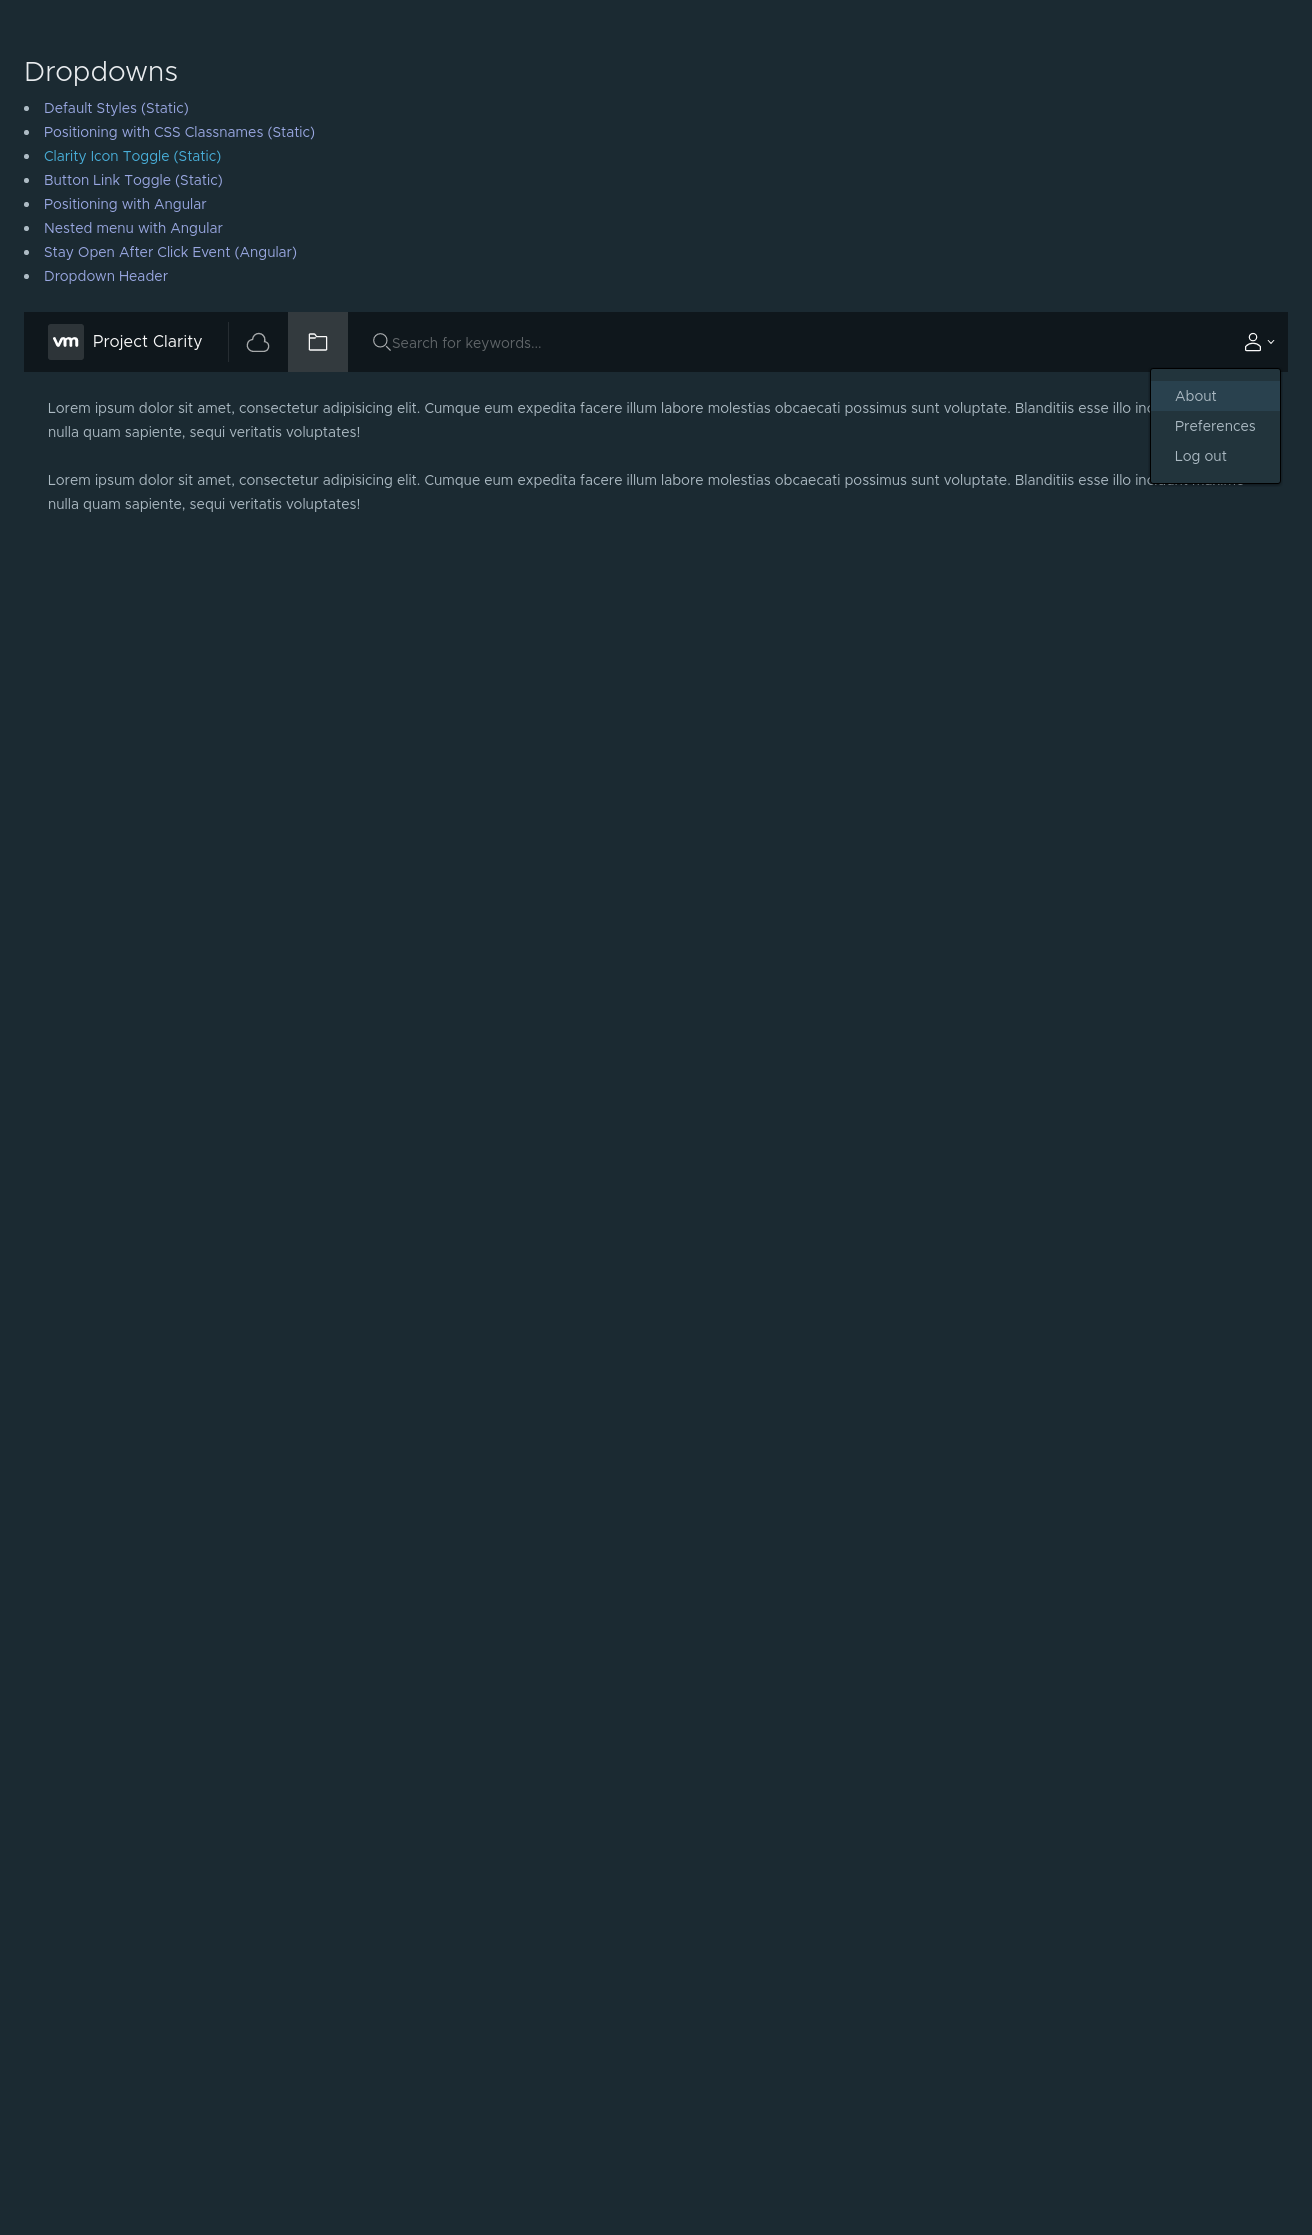 Dropdowns
Default Styles (Static)
Positioning with CSS Classnames (Static)
Clarity Icon Toggle (Static)
Button Link Toggle (Static)
Positioning with Angular
Nested menu with Angular
Stay Open After Click Event (Angular)
Dropdown Header
vm Project Clarity Search for keywords...
About
Preferences
Log out
Lorem ipsum dolor sit amet, consectetur adipisicing elit. Cumque eum expedita facere illum labore molestias obcaecati possimus sunt voluptate. Blanditiis esse illo
nulla quam sapiente, sequi veritatis voluptates!
Lorem ipsum dolor sit amet, consectetur adipisicing elit. Cumque eum expedita facere illum labore molestias obcaecati possimus sunt voluptate. Blanditiis esse illo
nulla quam sapiente, sequi veritatis voluptates!